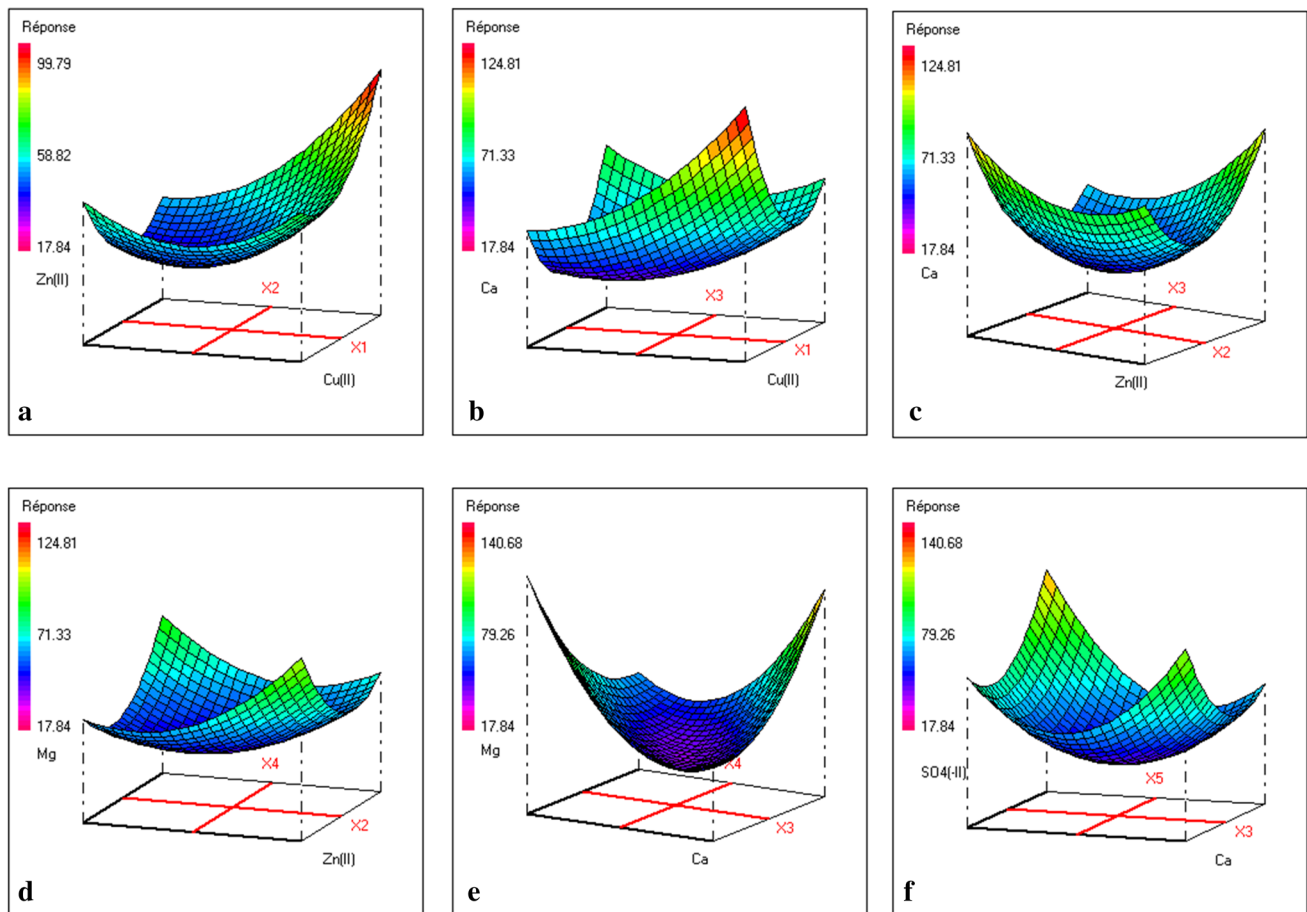 Réponse
99.79
58.82
17.84
Zn(II)
X2
X1
Cu(II)
a
Réponse
124.81
71.33
17.84
Ca
X3
X1
Cu(II)
b
Réponse
124.81
71.33
17.84
Ca
X3
X2
Zn(II)
c
Réponse
124.81
71.33
17.84
Mg
X4
X2
Zn(II)
d
Réponse
140.68
79.26
17.84
Mg
X4
X3
Ca
e
Réponse
140.68
79.26
17.84
SO4(-II)
X5
X3
Ca
f